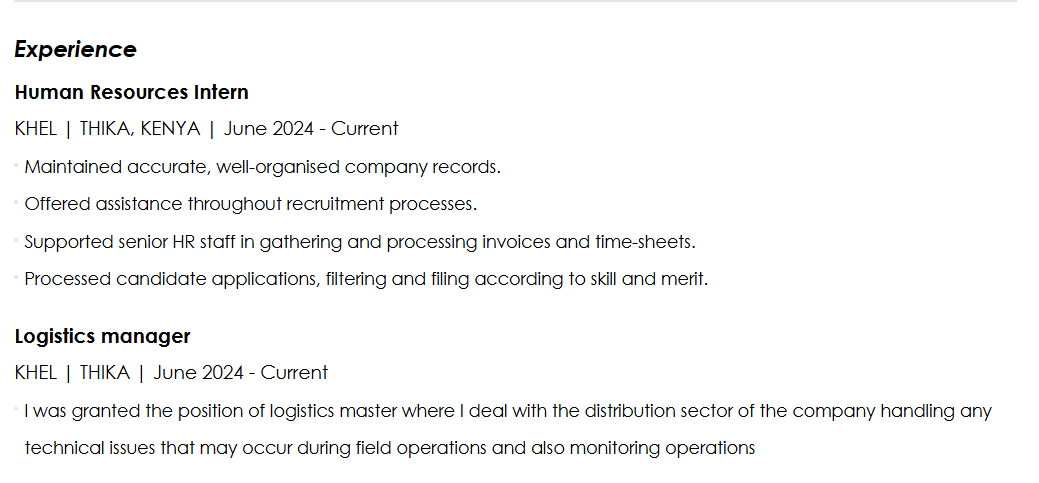 Experience
Human Resources Intern
KHEL | THIKA, KENYA | June 2024 - Current
· Maintained accurate, well-organised company records.
· Offered assistance throughout recruitment processes.
· Supported senior HR staff in gathering and processing invoices and time-sheets.
· Processed candidate applications, filtering and filing according to skill and merit.
Logistics manager
KHEL | THIKA | June 2024 - Current
· I was granted the position of logistics master where I deal with the distribution sector of the company handling any
technical issues that may occur during field operations and also monitoring operations